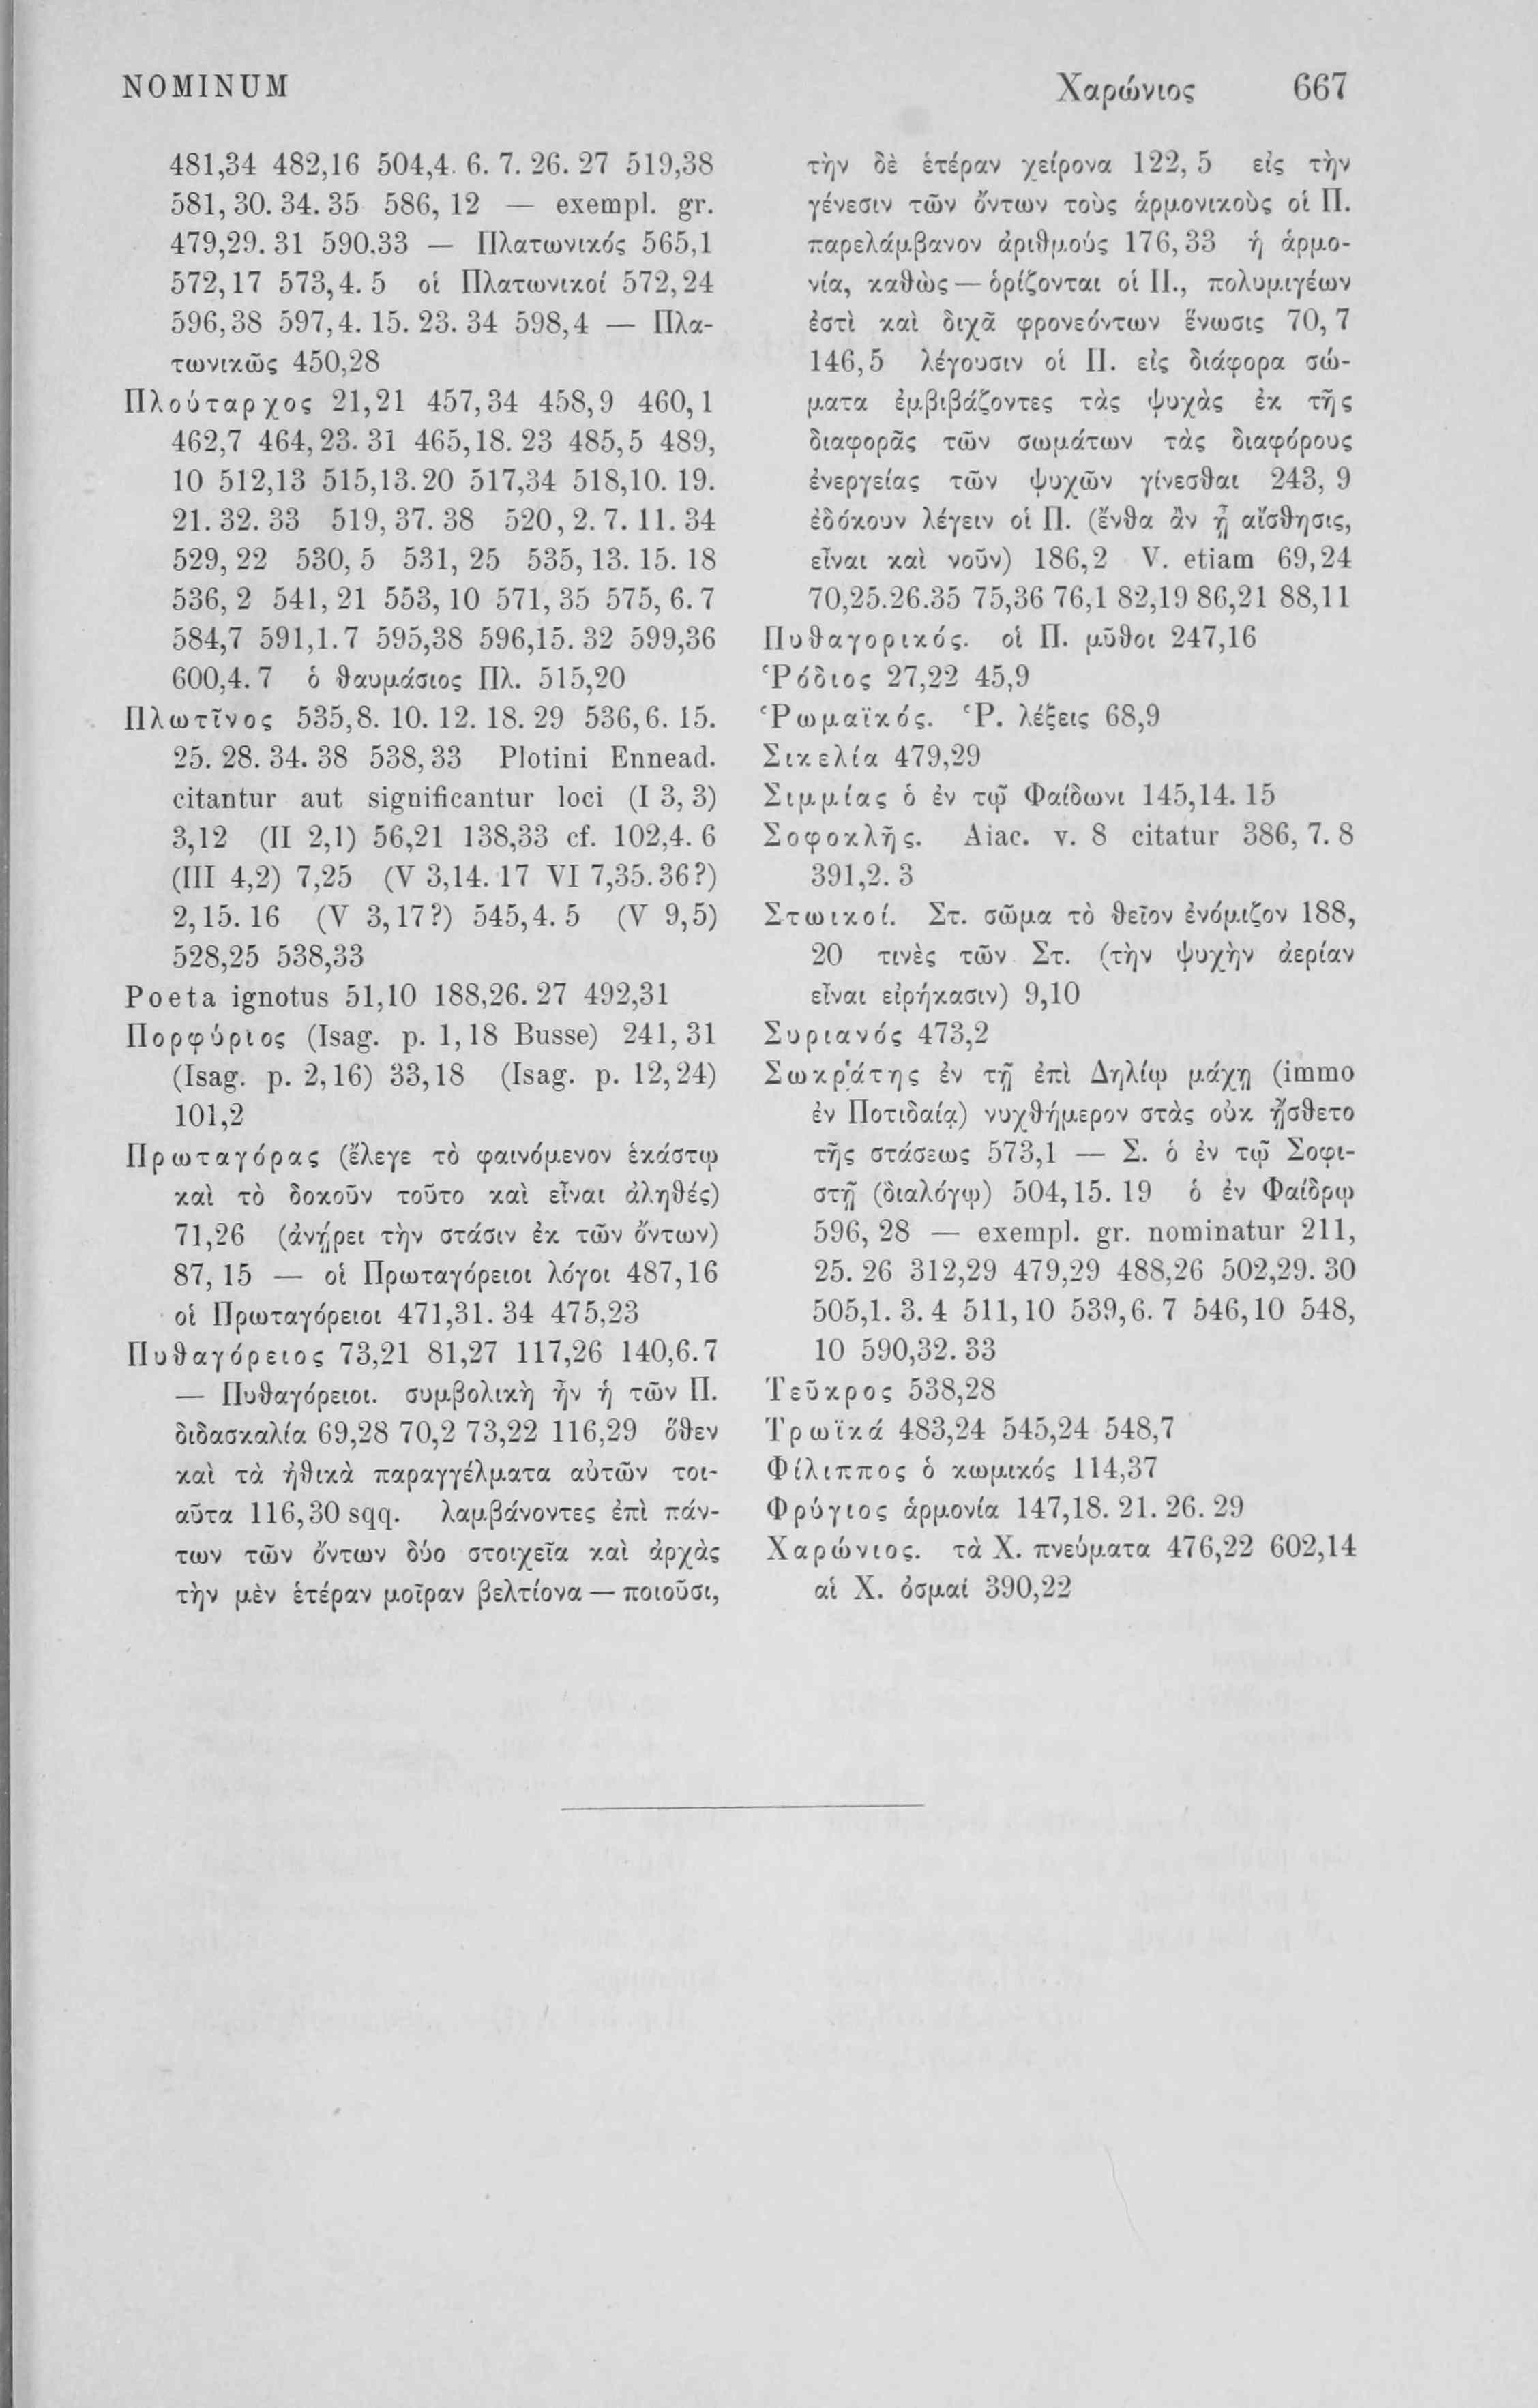 NOMINUM Χαρώνιος 667
481,34 482,16 504,4. 6. 7. 26. 27 519,38
581, 30. 34. 35 586, 12 — exempl. gr.
479,29. 31 590,33 — Πλατωνικός 565,1
572,17 573,4. 5 οἱ Πλατωνικοί 572,24
596,38 597,4. 15. 23. 34 598,4 — Πλα-
τωνικῶς 450,28
Πλούταρχος 21,21 457,34 458,9 460,1
462,7 464,23. 31 465,18. 23 485,5 489,
10 512,13 515,13.20 517,34 518,10. 19.
21. 32. 33 519, 37. 38 520, 2. 7. 11. 34
529, 22 530, 5 531, 25 535, 13. 15. 18
536, 2 541, 21 553, 10 571, 35 575, 6. 7
584,7 591,1. 7 595,38 596,15. 32 599,36
600,4. 7 ὁ θαυμάσιος Πλ. 515,20
Πλωτῖνος 535,8. 10. 12. 18. 29 536,6. 15.
25. 28. 34. 38 538,33 Plotini Ennead.
citantur aut significantur loci (I 3, 3)
3,12 (II 2,1) 56,21 138,33 cf. 102,4. 6
(III 4,2) 7,25 (V 3,14. 17 VI 7,35. 36?)
2,15. 16 (V 3,17?) 545,4. 5 (V 9,5)
528,25 538,33
Poeta ignotus 51,10 188,26. 27 492,31
Πορφύριος (Isag. p. 1,18 Busse) 241, 31
(Isag. p. 2,16) 33,18 (Isag. p. 12,24)
101,2
Πρωταγόρας (ἔλεγε τὸ φαινόμενον ἑκάστῳ
καὶ τὸ δοκοῦν τοῦτο καὶ εἶναι ἀληθές)
71,26 (ἀνῄρει τὴν στάσιν ἐκ τῶν ὄντων)
87, 15 — οἱ Πρωταγόρειοι λόγοι 487,16
οἱ Πρωταγόρειοι 471,31. 34 475,23
Πυθαγόρειος 73,21 81,27 117,26 140,6.7
— Πυθαγόρειοι. συμβολικὴ ἦν ἡ τῶν Π.
διδασκαλία 69,28 70,2 73,22 116,29 ὅθεν
καὶ τὰ ἠθικὰ παραγγέλματα αὐτῶν τοι-
αῦτα 116,30 sqq. λαμβάνοντες ἐπὶ πάν-
των τῶν ὄντων δύο στοιχεῖα καὶ ἀρχὰς
τὴν μὲν ἑτέραν μοῖραν βελτίονα — ποιοῦσι,
τὴν δὲ ἑτέραν χείρονα 122, 5 εἰς τὴν
γένεσιν τῶν ὄντων τοὺς ἁρμονικοὺς οἱ Π.
παρελάμβανον ἀριθμούς 176,33 ἡ ἁρμο-
νία, καθὼς — ὁρίζονται οἱ Π., πολυμιγέων
ἐστὶ καὶ διχᾶ φρονεόντων ἕνωσις 70, 7
146,5 λέγουσιν οἱ Π. εἰς διάφορα σώ-
ματα ἐμβιβάζοντες τὰς ψυχὰς ἐκ τῆς
διαφορᾶς τῶν σωμάτων τὰς διαφόρους
ἐνεργείας τῶν ψυχῶν γίνεσθαι 243, 9
ἐδόκουν λέγειν οἱ Π. (ἔνθα ἂν ᾖ αἴσθησις,
εἶναι καὶ νοῦν) 186,2 V. etiam 69,24
70,25.26.35 75,36 76,1 82,19 86,21 88,11
Πυθαγορικός. οἱ Π. μῦθοι 247,16
Ῥόδιος 27,22 45,9
Ῥωμαϊκός. Ῥ. λέξεις 68,9
Σικελία 479,29
Σιμμίας ὁ ἐν τῷ Φαίδωνι 145,14. 15
Σοφοκλῆς. Aiac. v. 8 citatur 386, 7. 8
391,2. 3
Στωικοί. Στ. σῶμα τὸ θεῖον ἐνόμιζον 188,
20 τινὲς τῶν Στ. (τὴν ψυχὴν ἀερίαν
εἶναι εἰρήκασιν) 9,10
Συριανός 473,2
Σωκράτης ἐν τῇ ἐπὶ Δηλίῳ μάχῃ (immo
ἐν Ποτιδαίᾳ) νυχθήμερον στὰς οὐκ ᾔσθετο
τῆς στάσεως 573,1 — Σ. ὁ ἐν τῷ Σοφι-
στῇ (διαλόγῳ) 504,15. 19 ὁ ἐν Φαίδρῳ
596, 28 — exempl. gr. nominatur 211,
25. 26 312,29 479,29 488,26 502,29. 30
505,1. 3. 4 511,10 539,6. 7 546,10 548,
10 590,32. 33
Τεῦκρος 538,28
Τρωϊκά 483,24 545,24 548,7
Φίλιππος ὁ κωμικός 114,37
Φρύγιος ἁρμονία 147,18. 21. 26. 29
Χαρώνιος. τὰ Χ. πνεύματα 476,22 602,14
αἱ Χ. ὀσμαί 390,22